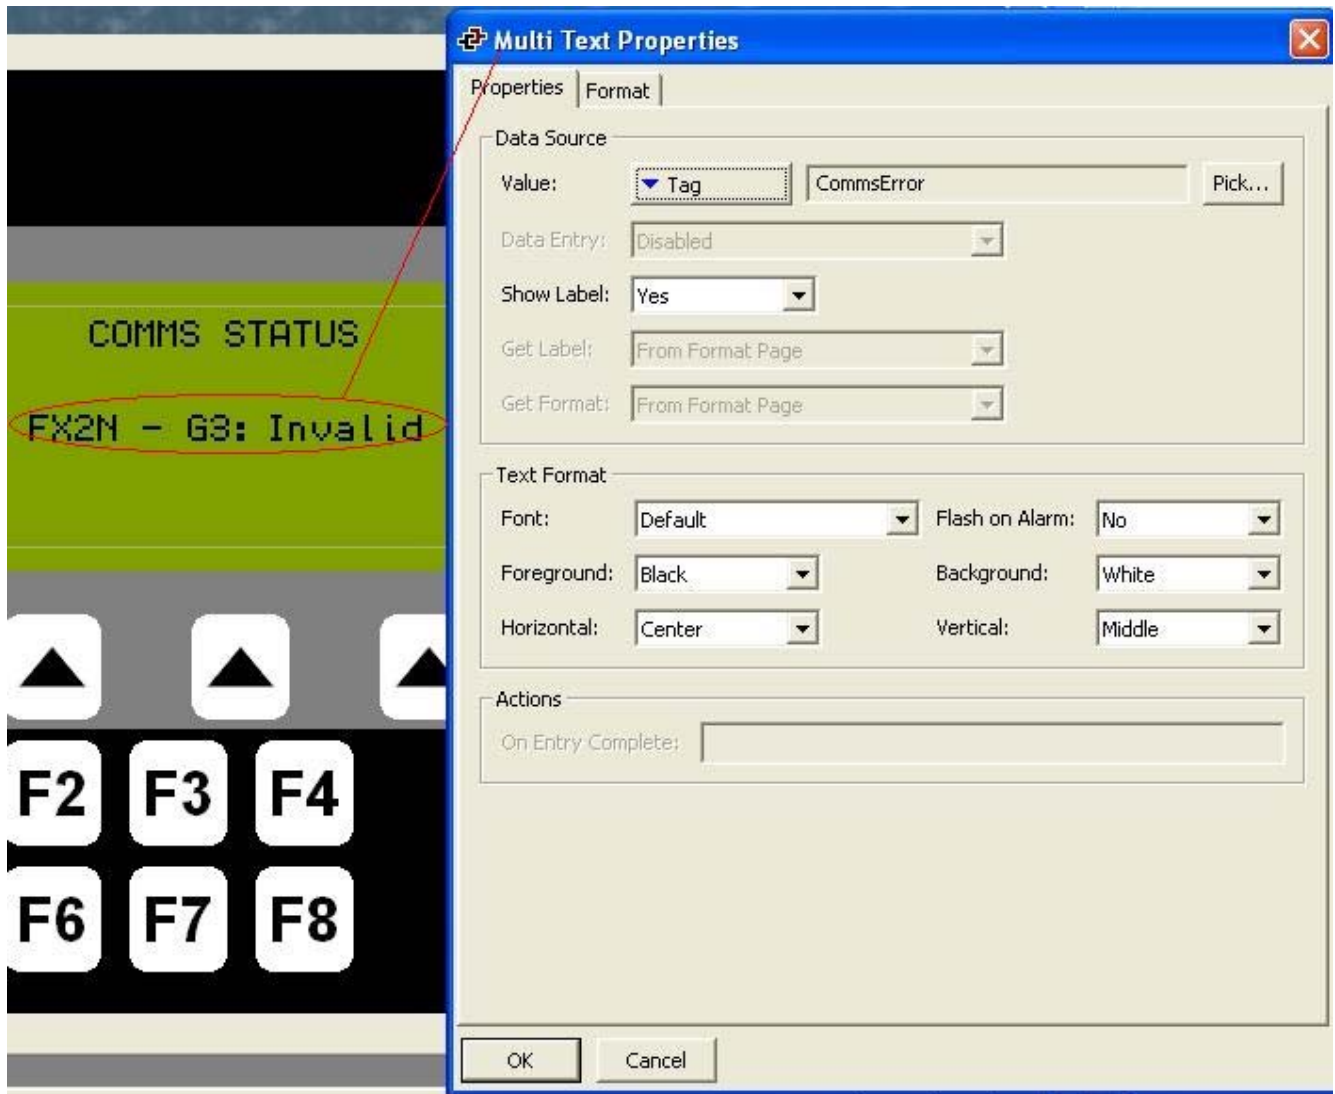 COMMS STATUS
FX2N - G3: Invalid
F2 F3 F4
F6 F7 F8
Multi Text Properties
Properties Format
Data Source
Value: Tag CommsError Pick...
Data Entry: Disabled
Show Label: Yes
Get Label: From Format Page
Get Format: From Format Page
Text Format
Font: Default Flash on Alarm: No
Foreground: Black Background: White
Horizontal: Center Vertical: Middle
Actions
On Entry Complete:
OK Cancel